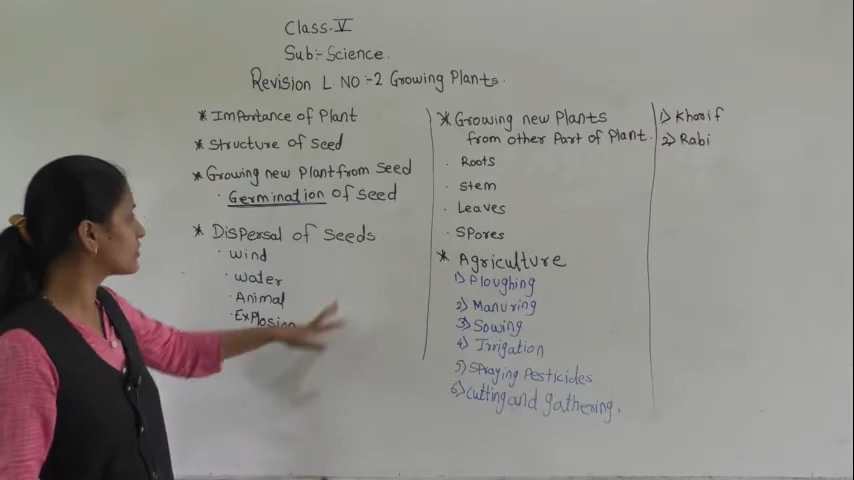 Class-V
Sub:- Science.
Revision L. NO:-2 Growing Plants.
* Importance of Plant
* Structure of Seed
* Growing new Plant from Seed
· Germination of Seed
* Dispersal of Seeds
· Wind
· Water
· Animal
· Explosion
* Growing new Plants
from other Part of Plant.
· Roots
· Stem
· Leaves
· Spores
* Agriculture
1) Ploughing
2) Manuring
3) Sowing
4) Irrigation
5) Spraying Pesticides
6) Cutting and gathering.
1) Kharif
2) Rabi